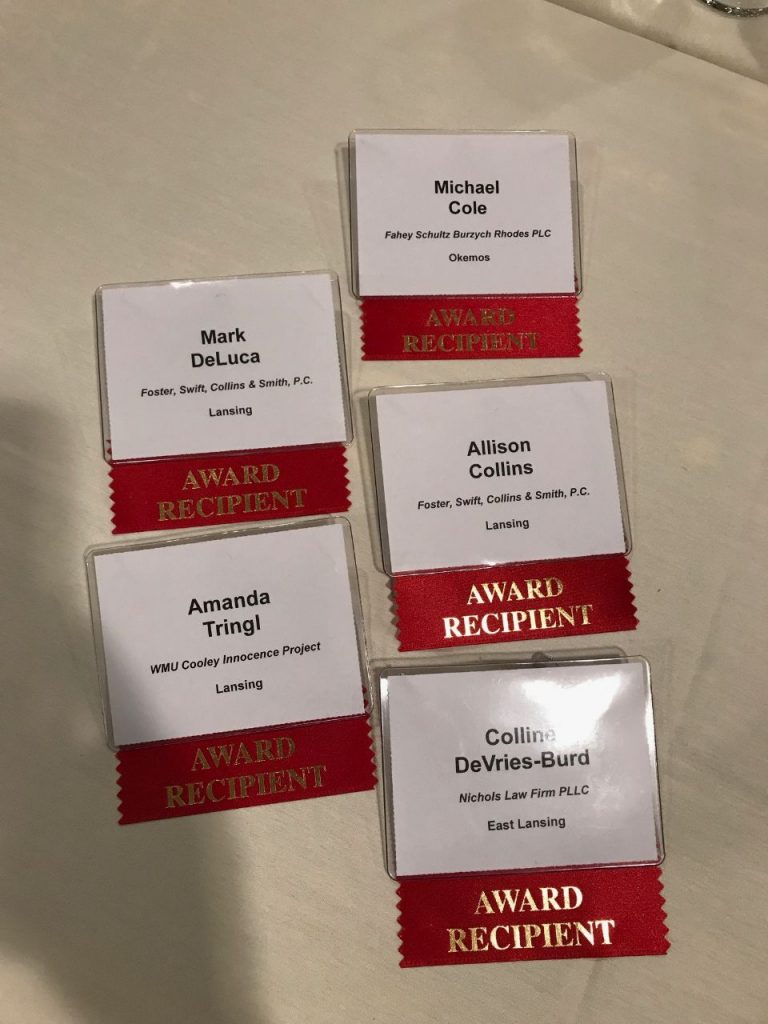 Michael
Cole
Fahey Schultz Burzych Rhodes PLC
Okemos
AWARD
RECIPIENT
Mark
DeLuca
Foster, Swift, Collins & Smith, P.C.
Lansing
AWARD
RECIPIENT
Allison
Collins
Foster, Swift, Collins & Smith, P.C.
Lansing
AWARD
RECIPIENT
Amanda
Tringl
WMU Cooley Innocence Project
Lansing
AWARD
RECIPIENT
Colline
DeVries-Burd
Nichols Law Firm PLLC
East Lansing
AWARD
RECIPIENT